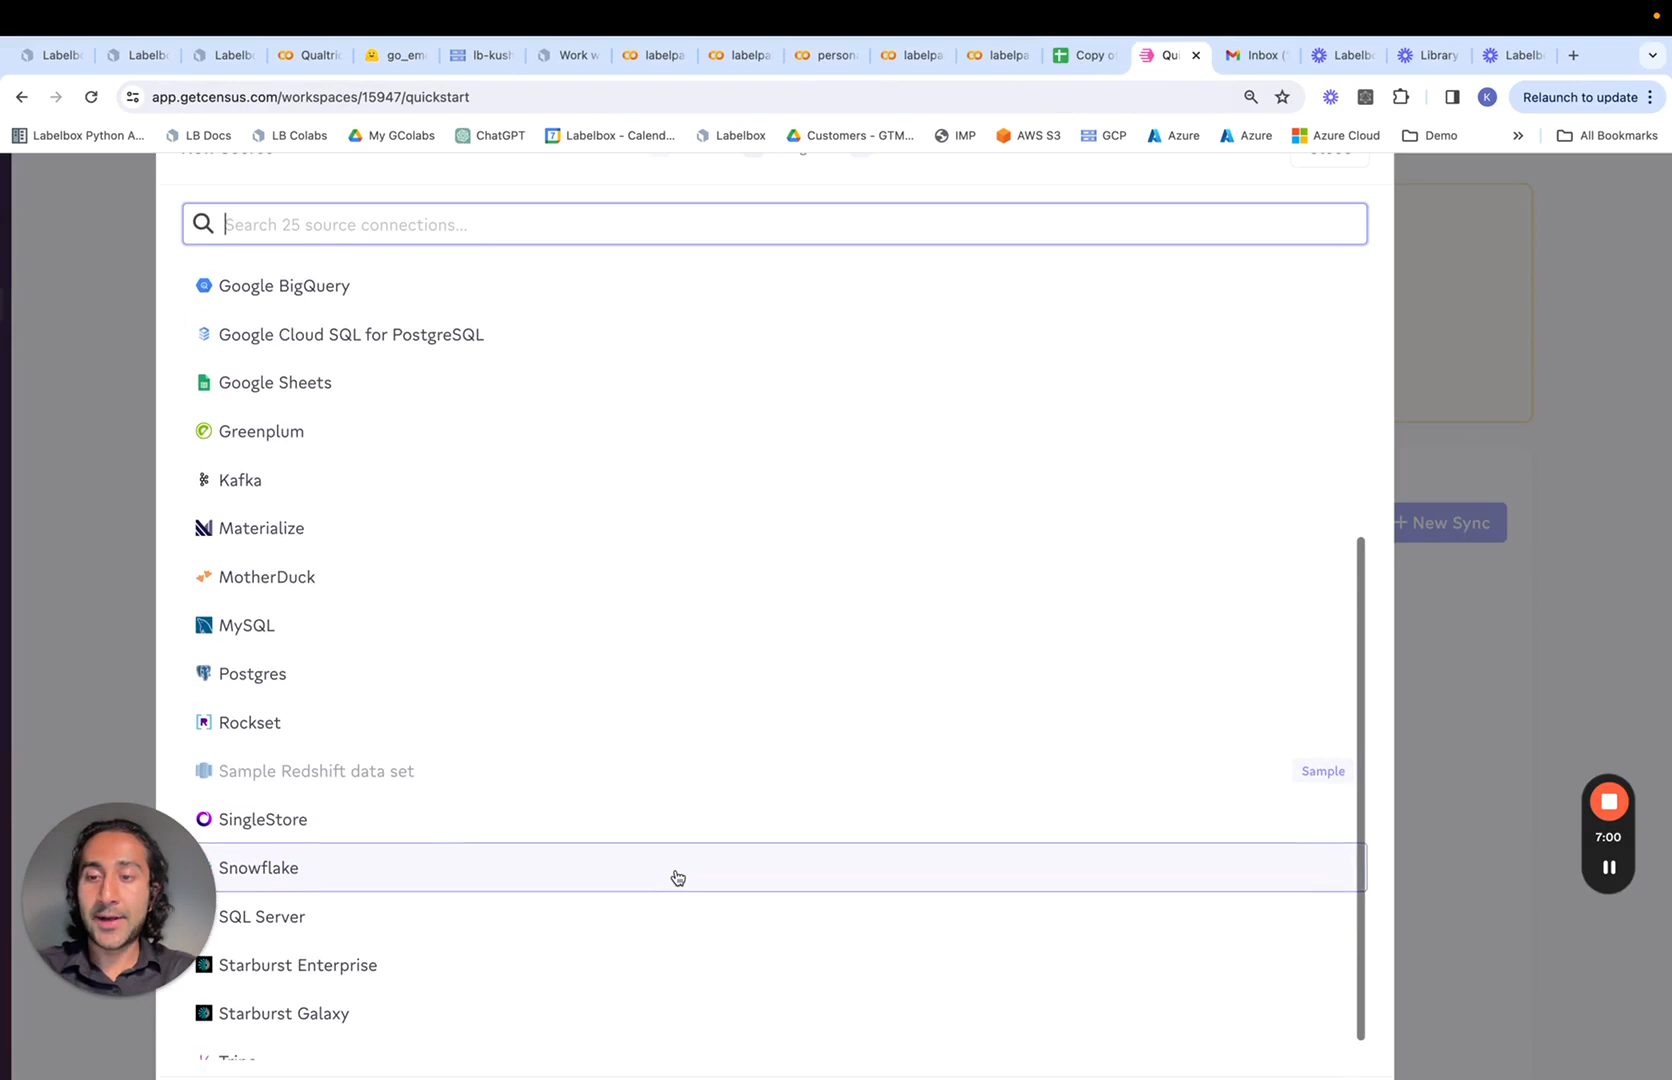 Labelbo
Labelbo
Labelbo
Qualtri
go_em
lb-kush
Work w
labelpa
labelpa
person
labelpa
labelpa
Copy o
Qui
Inbox (
Labelb
Library
Labelb
app.getcensus.com/workspaces/15947/quickstart
K
Relaunch to update
Labelbox Python A...
LB Docs
LB Colabs
My GColabs
ChatGPT
Labelbox - Calend...
Labelbox
Customers - GTM...
IMP
AWS S3
GCP
Azure
Azure
Azure Cloud
Demo
All Bookmarks
Search 25 source connections...
Google BigQuery
Google Cloud SQL for PostgreSQL
Google Sheets
Greenplum
Kafka
+ New Sync
Materialize
MotherDuck
MySQL
Postgres
Rockset
Sample Redshift data set
Sample
SingleStore
7:00
Snowflake
SQL Server
Starburst Enterprise
Starburst Galaxy